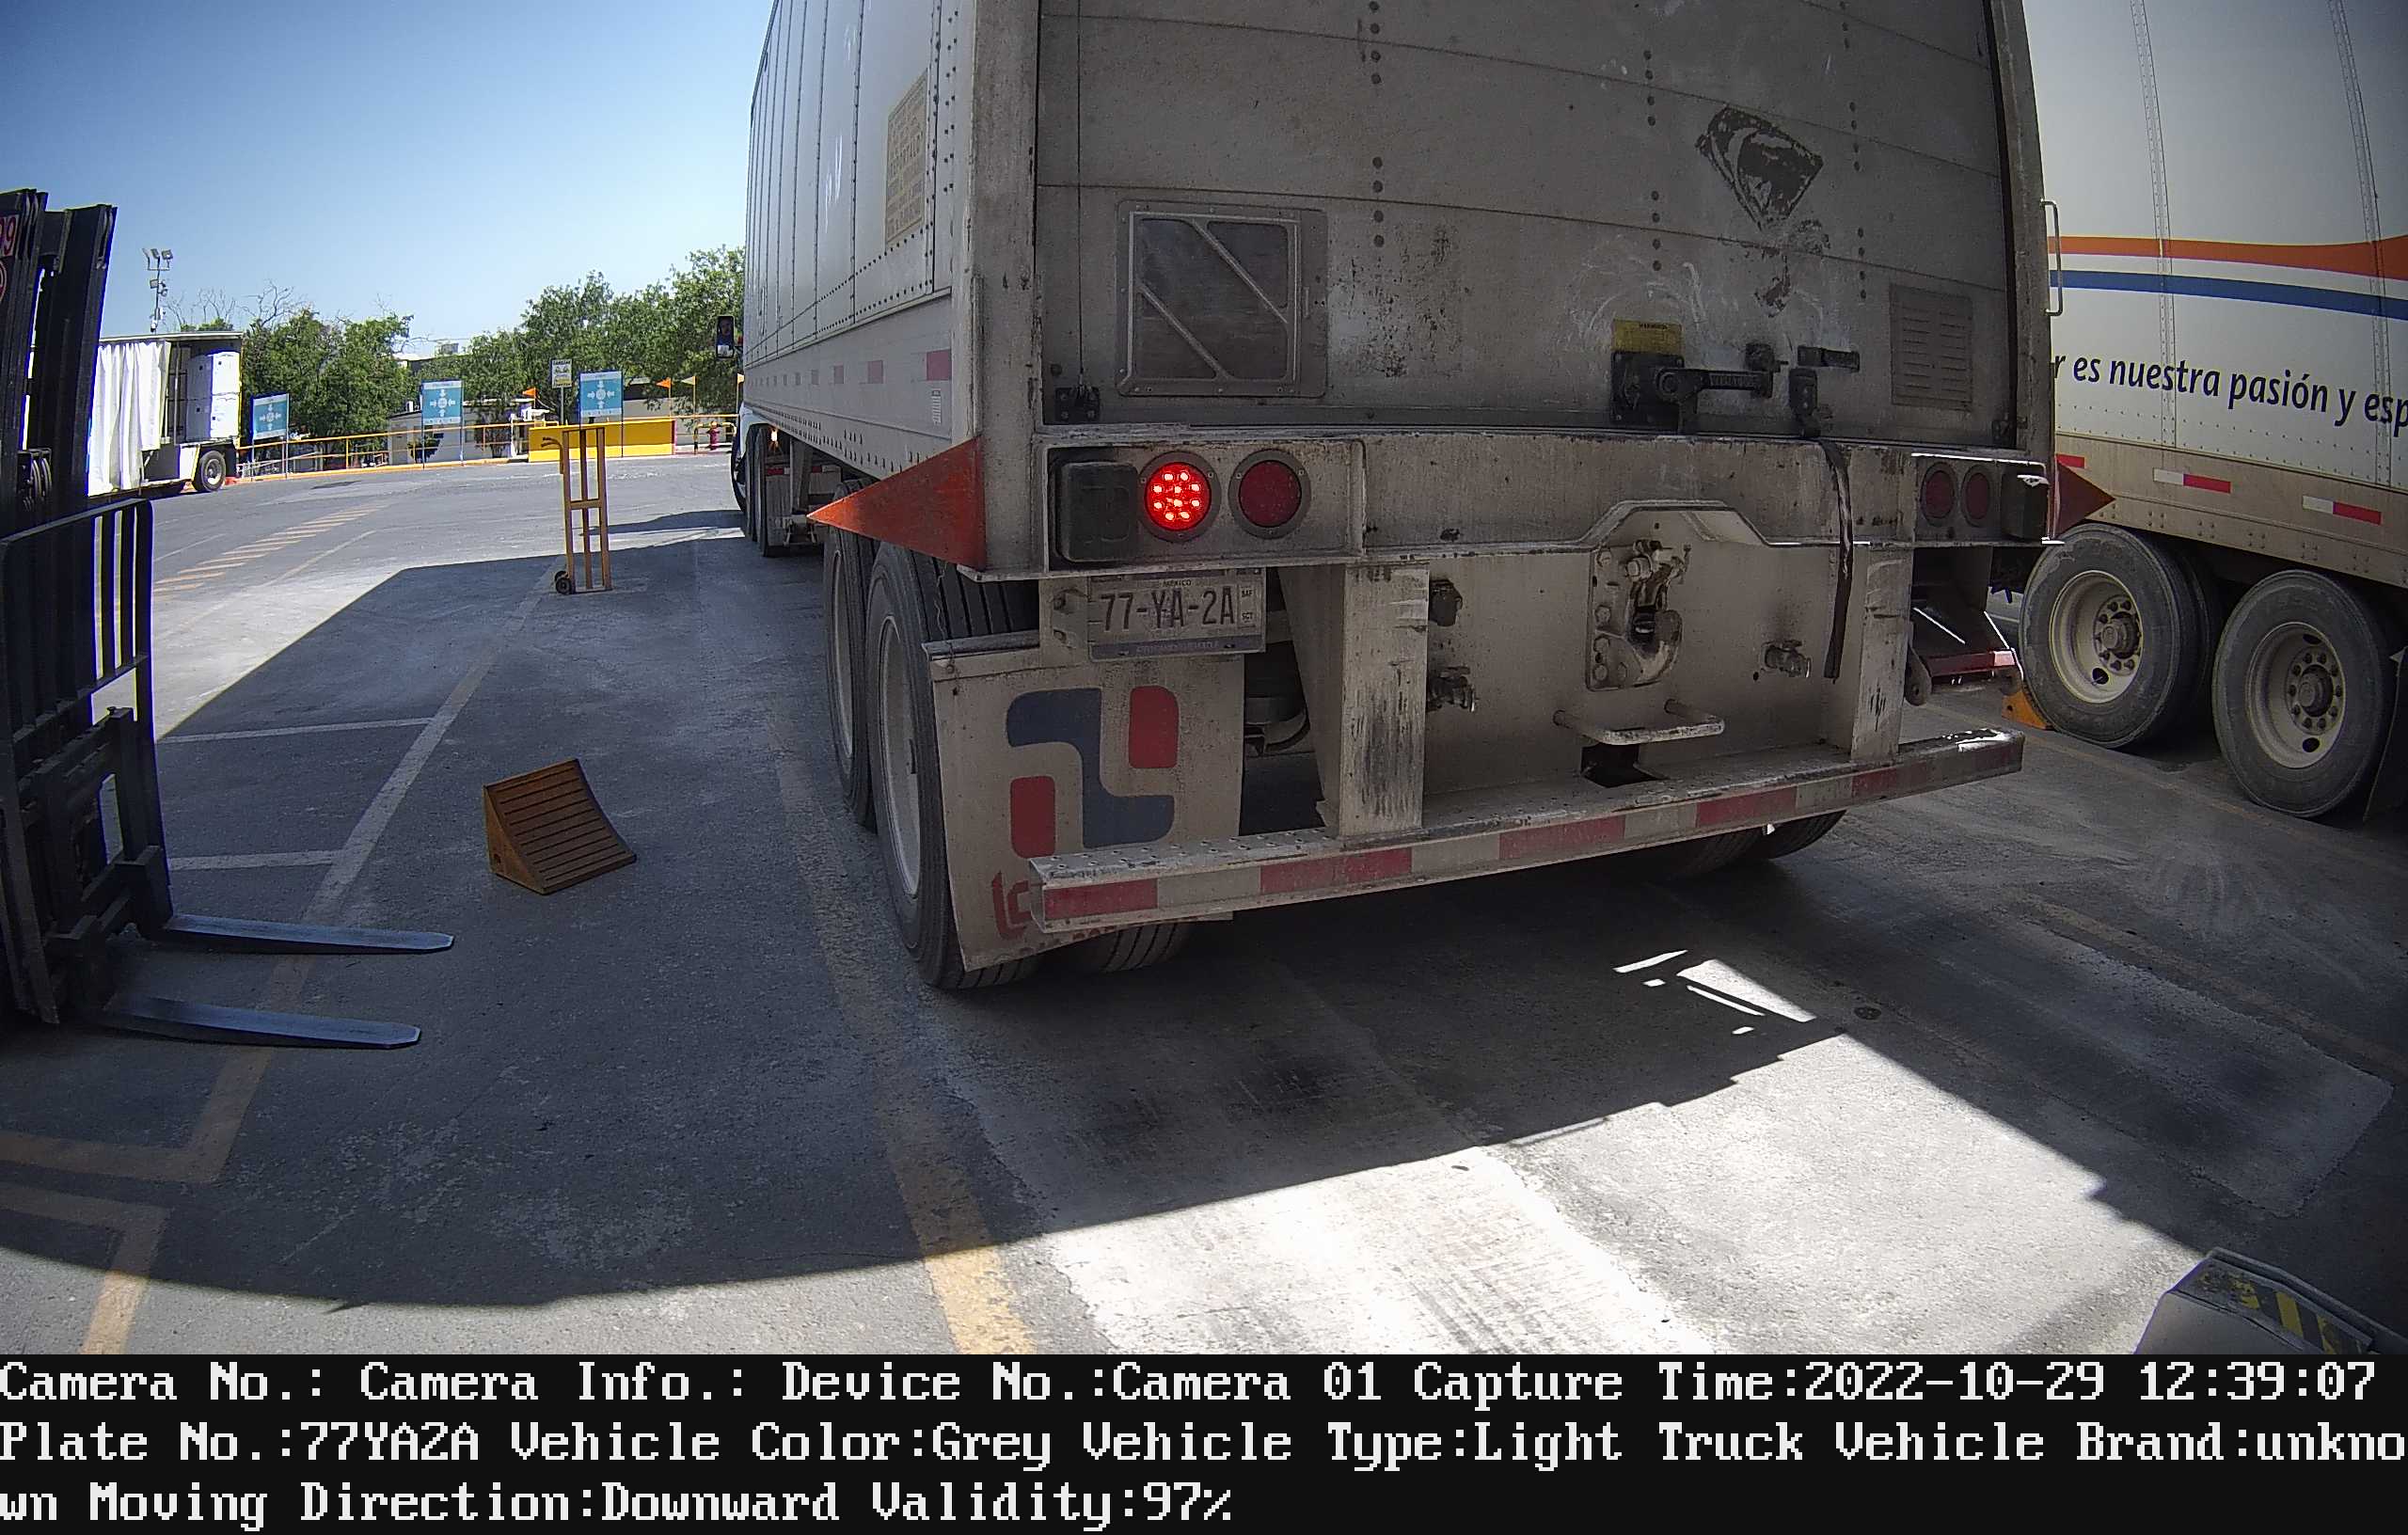 r es nuestra pasión y esp
MEXICO
77-YA-2A
Camera No.: Camera Info.: Device No.:Camera 01 Capture Time:2022-10-29 12:39:07
Plate No.:77YA2A Vehicle Color:Grey Vehicle Type:Light Truck Vehicle Brand:unkno
wn Moving Direction:Downward Validity:97%